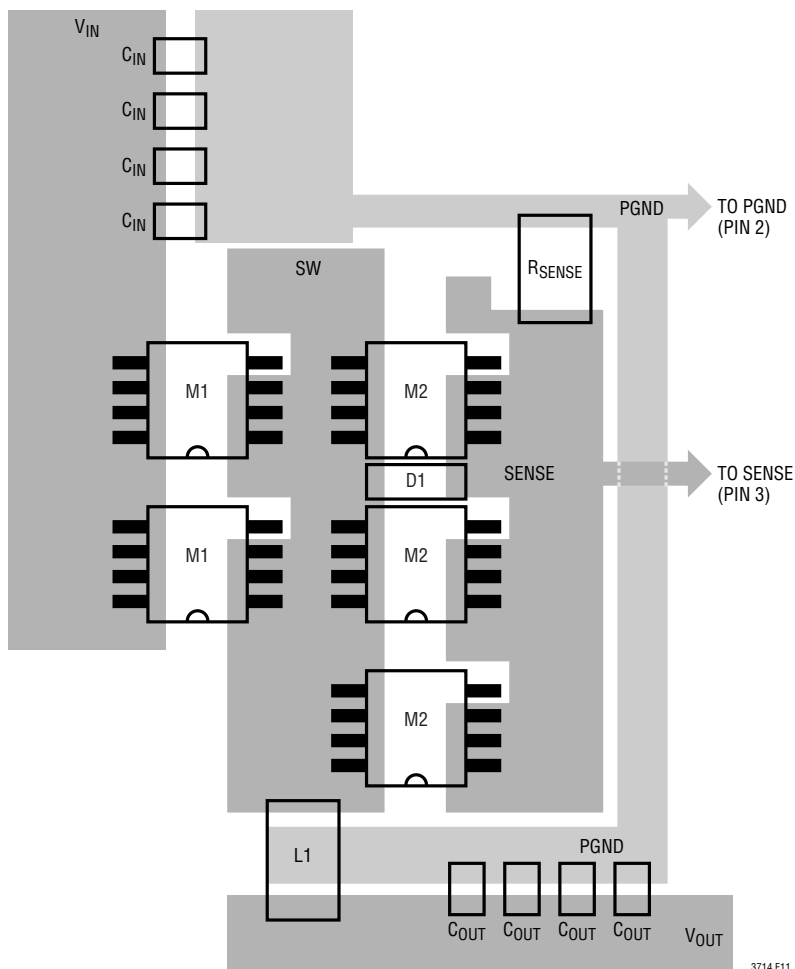 VIN
CIN
CIN
CIN
CIN
PGND
TO PGND
(PIN 2)
RSENSE
SW
M1
M2
D1
SENSE
TO SENSE
(PIN 3)
M1
M2
M2
L1
PGND
COUT
COUT
COUT
COUT
VOUT
3714 F11